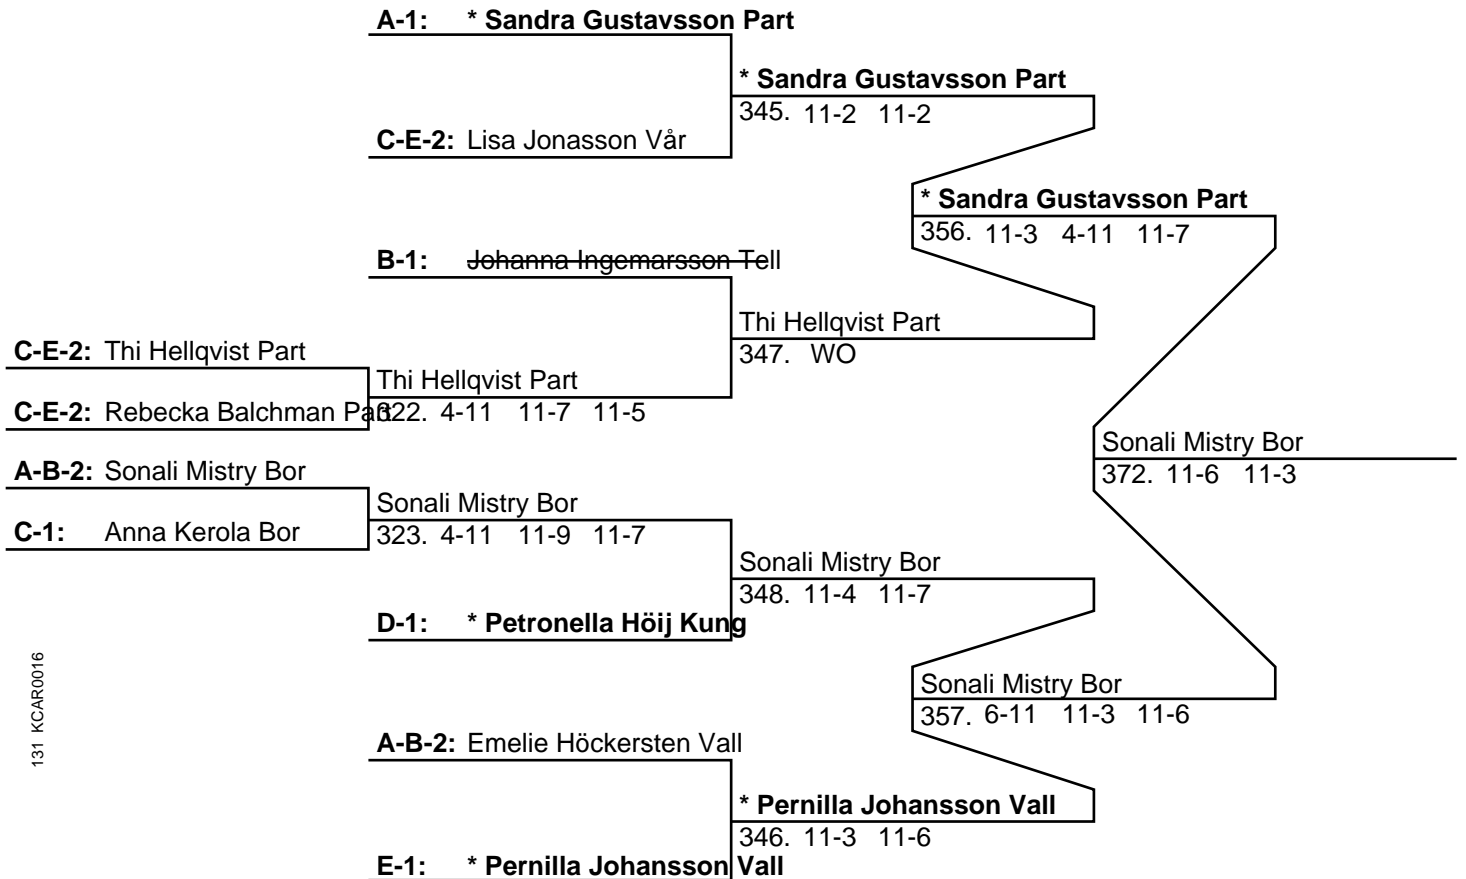 A-1: * Sandra Gustavsson Part
* Sandra Gustavsson Part
345. 11-2 11-2
C-E-2: Lisa Jonasson Vår
* Sandra Gustavsson Part
356. 11-3 4-11 11-7
B-1: Johanna Ingemarsson Tell
Thi Hellqvist Part
347. WO
C-E-2: Thi Hellqvist Part
Thi Hellqvist Part
C-E-2: Rebecka Balchman Part
322. 4-11 11-7 11-5
Sonali Mistry Bor
372. 11-6 11-3
A-B-2: Sonali Mistry Bor
Sonali Mistry Bor
C-1: Anna Kerola Bor
323. 4-11 11-9 11-7
Sonali Mistry Bor
348. 11-4 11-7
D-1: * Petronella Höij Kung
Sonali Mistry Bor
357. 6-11 11-3 11-6
131 KCAR0016
A-B-2: Emelie Höckersten Vall
* Pernilla Johansson Vall
346. 11-3 11-6
E-1: * Pernilla Johansson Vall